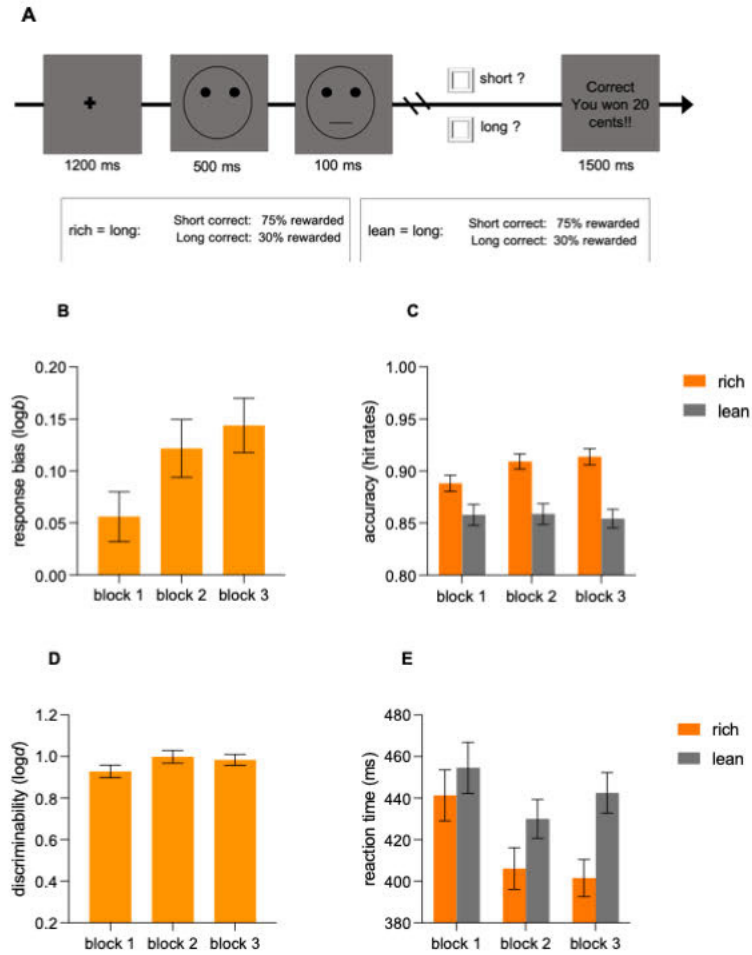 A
short ?
long ?
Correct
You won 20
cents!!
1200 ms
500 ms
100 ms
1500 ms
rich = long:
Short correct: 75% rewarded
Long correct: 30% rewarded
lean = long:
Short correct: 75% rewarded
Long correct: 30% rewarded
B
response bias (logb)
0.20
0.15
0.10
0.05
0.00
block 1
block 2
block 3
C
accuracy (hit rates)
1.00
0.95
0.90
0.85
0.80
block 1
block 2
block 3
rich
lean
D
discriminability (logd)
1.2
1.0
0.8
0.6
0.4
0.2
block 1
block 2
block 3
E
reaction time (ms)
480
460
440
420
400
380
block 1
block 2
block 3
rich
lean